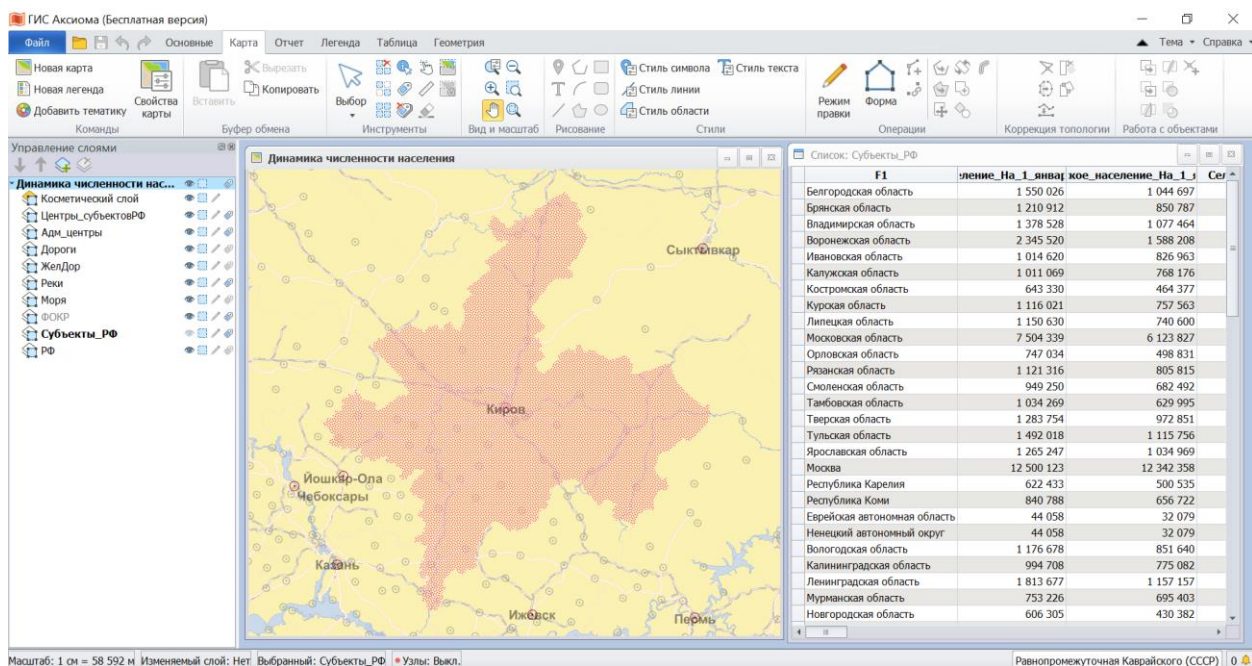 ГИС Аксиома (Бесплатная версия)
Файл Основные Карта Отчет Легенда Таблица Геометрия Тема Справка
Новая карта
Новая легенда
Добавить тематику
Свойства карты
Команды
Вставить
Вырезать
Копировать
Буфер обмена
Выбор
Инструменты
Вид и масштаб
Рисование
Стиль символа Стиль текста
Стиль линии
Стиль области
Стили
Режим правки
Форма
Операции
Коррекция топологии
Работа с объектами
Управление слоями
Динамика численности нас...
Косметический слой
Центры_субъектовРФ
Адм_центры
Дороги
ЖелДор
Реки
Моря
ФОКР
Субъекты_РФ
РФ
Динамика численности населения
Сыктывкар
Киров
Йошкар-Ола
Чебоксары
Казань
Ижевск
Пермь
Список: Субъекты_РФ
F1 ление_На_1_январ кое_население_На_1_ Сел
Белгородская область 1 550 026 1 044 697
Брянская область 1 210 912 850 787
Владимирская область 1 378 528 1 077 464
Воронежская область 2 345 520 1 588 208
Ивановская область 1 014 620 826 963
Калужская область 1 011 069 768 176
Костромская область 643 330 464 377
Курская область 1 116 021 757 563
Липецкая область 1 150 630 740 600
Московская область 7 504 339 6 123 827
Орловская область 747 034 498 831
Рязанская область 1 121 316 805 815
Смоленская область 949 250 682 492
Тамбовская область 1 034 269 629 995
Тверская область 1 283 754 972 851
Тульская область 1 492 018 1 115 756
Ярославская область 1 265 247 1 034 969
Москва 12 500 123 12 342 358
Республика Карелия 622 433 500 535
Республика Коми 840 788 656 722
Еврейская автономная область 44 058 32 079
Ненецкий автономный округ 44 058 32 079
Вологодская область 1 176 678 851 640
Калининградская область 994 708 775 082
Ленинградская область 1 813 677 1 157 157
Мурманская область 753 226 695 403
Новгородская область 606 305 430 382
Масштаб: 1 см = 58 592 м Изменяемый слой: Нет Выбранный: Субъекты_РФ Узлы: Выкл. Равнопромежуточная Каврайского (СССР) 0